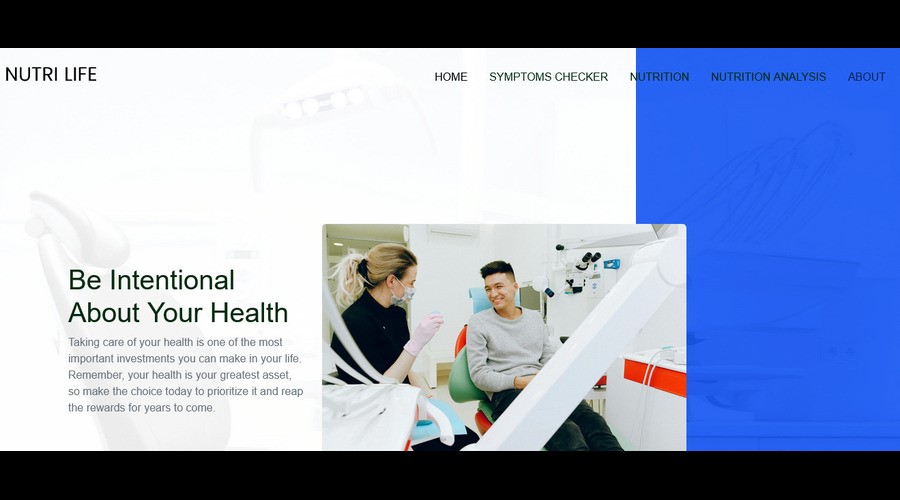 NUTRI LIFE
HOME SYMPTOMS CHECKER NUTRITION NUTRITION ANALYSIS ABOUT
Be Intentional
About Your Health
Taking care of your health is one of the most
important investments you can make in your life.
Remember, your health is your greatest asset,
so make the choice today to prioritize it and reap
the rewards for years to come.